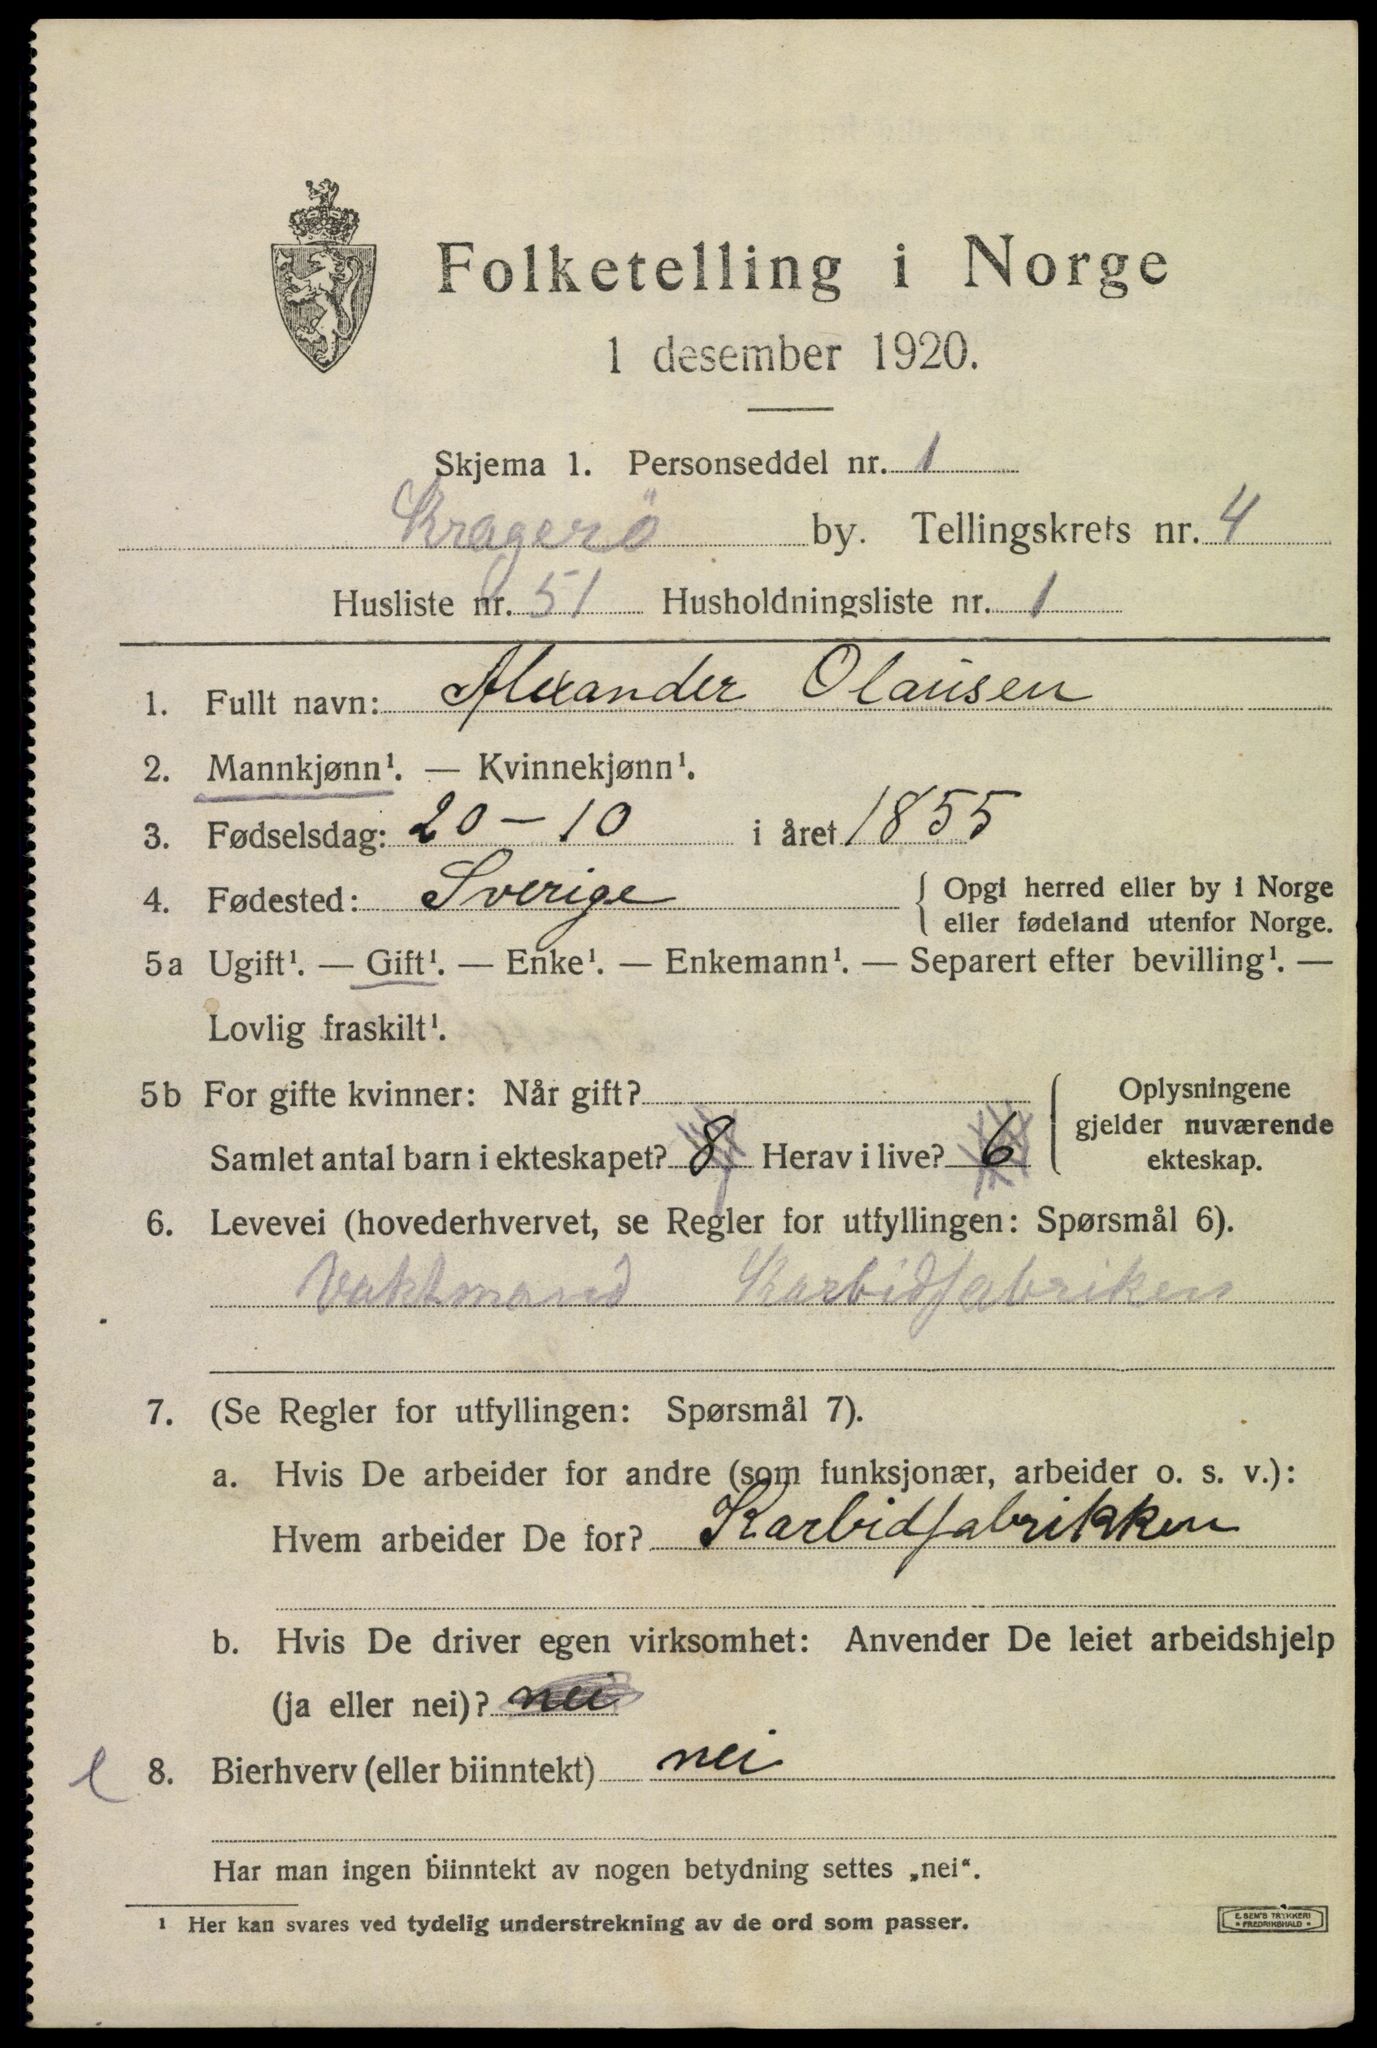 Folketelling i Norge
1 desember 1920.
Skjema 1. Personseddel nr. 1
Kragerö by. Tellingskrets nr. 4
Husliste nr. 51 Husholdningsliste nr. 1
1. Fullt navn: Alexander Olausen
2. Mannkjønn¹. — Kvinnekjønn¹.
3. Fødselsdag: 20 – 10 i året 1855
4. Fødested: Sverige { Opgi herred eller by i Norge
eller fødeland utenfor Norge.
5a Ugift¹. — Gift¹. — Enke¹. — Enkemann¹. — Separert efter bevilling¹. —
Lovlig fraskilt¹.
5b For gifte kvinner: Når gift? { Oplysningene
gjelder nuværende
Samlet antal barn i ekteskapet? 8 Herav i live? 6 ekteskap.
6. Levevei (hovederhvervet, se Regler for utfyllingen: Spørsmål 6).
Vaktmand Karbidfabriken
7. (Se Regler for utfyllingen: Spørsmål 7).
a. Hvis De arbeider for andre (som funksjonær, arbeider o. s. v.):
Hvem arbeider De for? Karbidfabrikken
b. Hvis De driver egen virksomhet: Anvender De leiet arbeidshjelp
(ja eller nei)? nei
8. Bierhverv (eller biinntekt) nei
Har man ingen biinntekt av nogen betydning settes „nei“.
¹ Her kan svares ved tydelig understrekning av de ord som passer.
E. SEM'S TRYKKERI
FREDRIKSHALD